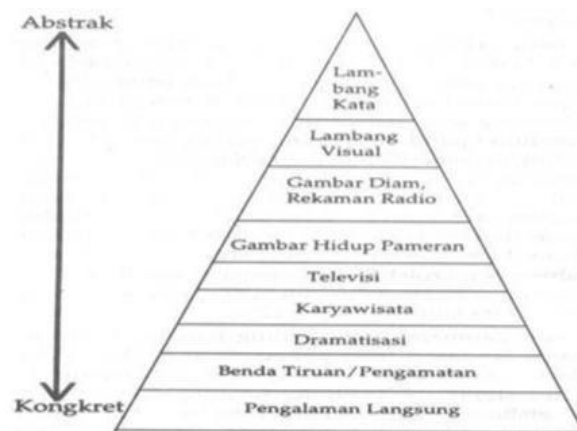 Abstrak
Lam-
bang
Kata
Lambang
Visual
Gambar Diam,
Rekaman Radio
Gambar Hidup Pameran
Televisi
Karyawisata
Dramatisasi
Benda Tiruan/Pengamatan
Pengalaman Langsung
Kongkret